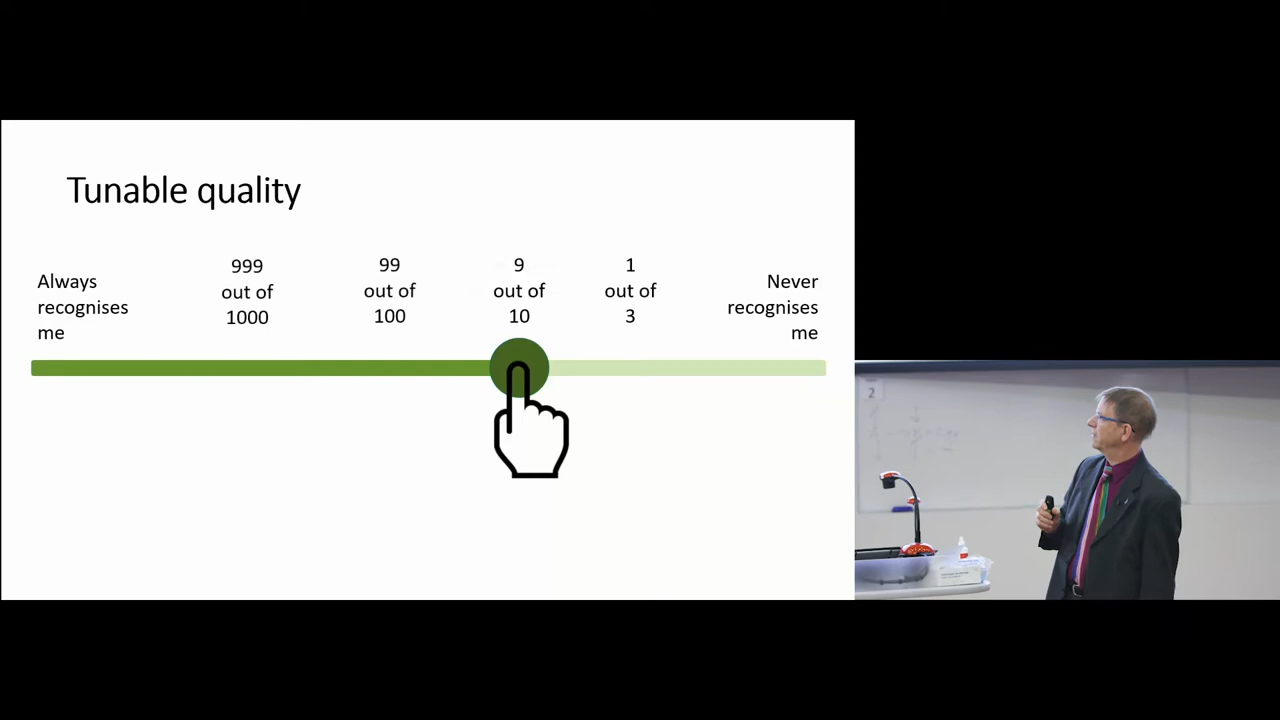 Tunable quality
Always
recognises
me
999
out of
1000
99
out of
100
9
out of
10
1
out of
3
Never
recognises
me
2